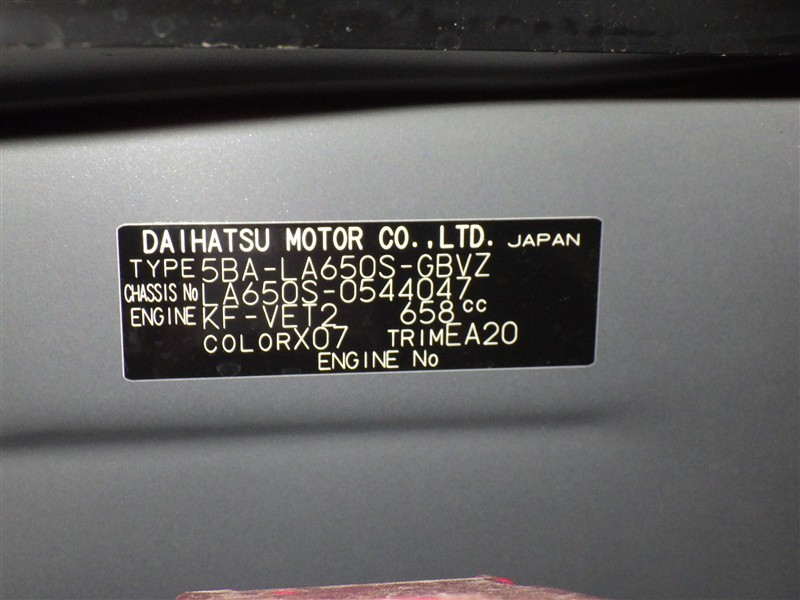 DAIHATSU MOTOR CO.,LTD. JAPAN
TYPE 5BA-LA650S-GBVZ
CHASSIS No LA650S-0544047
ENGINE KF-VET2 658cc
COLOR X07 TRIM EA20
ENGINE No